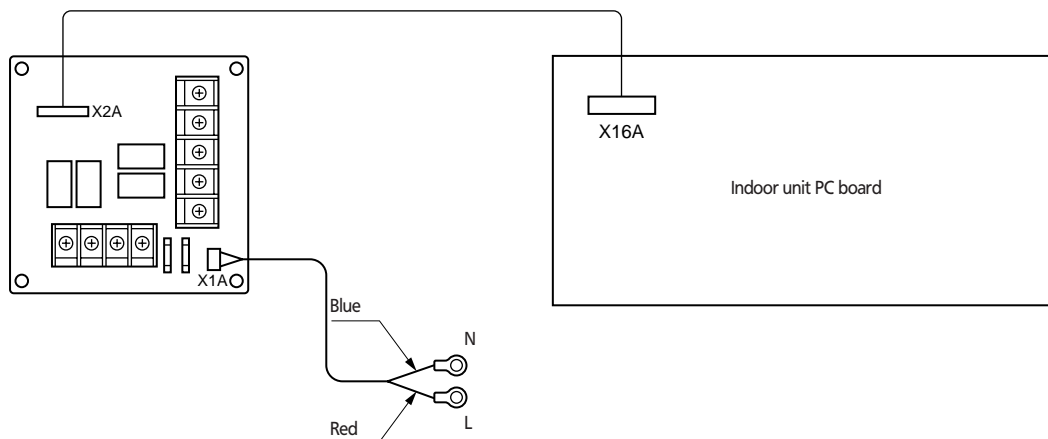 X2A
X16A
Indoor unit PC board
X1A
Blue
N
L
Red